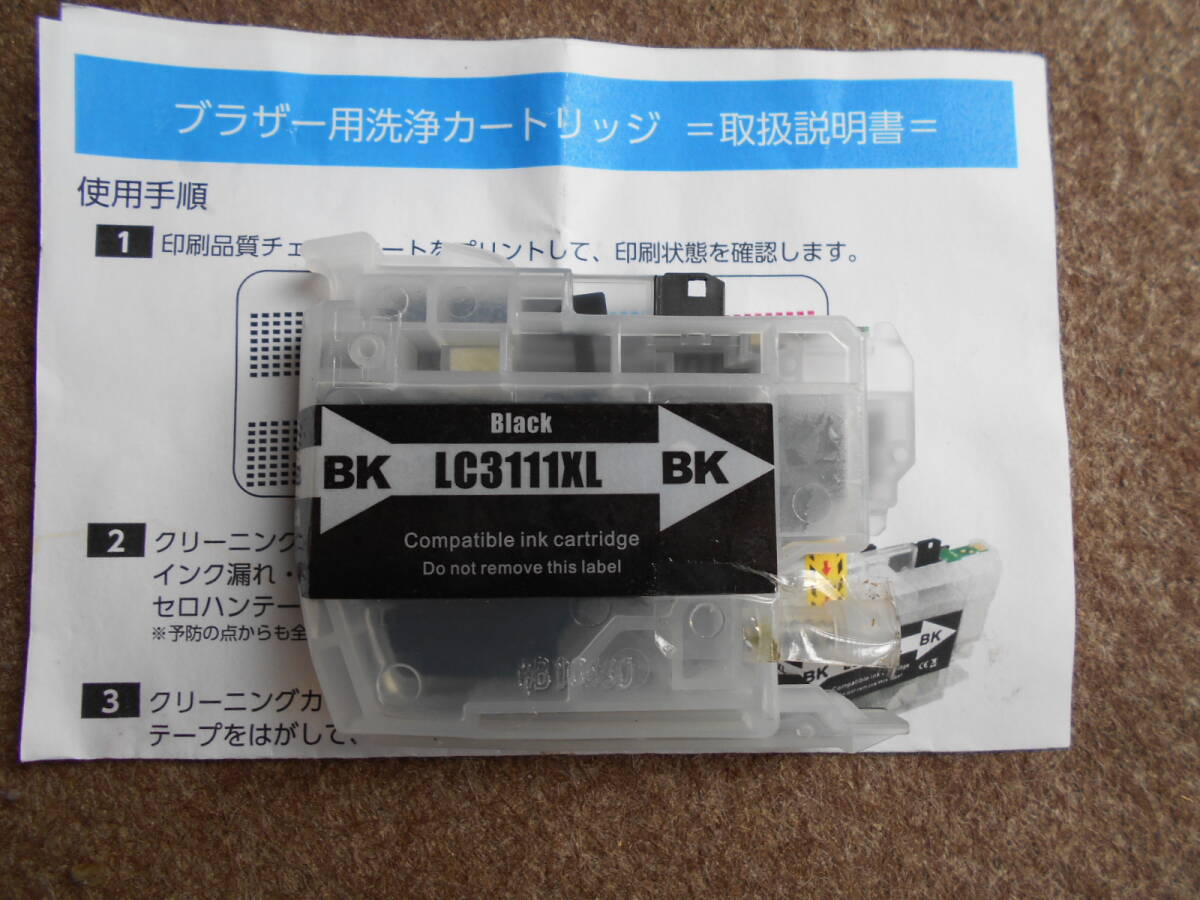 ブラザー用洗浄カートリッジ =取扱説明書=
使用手順
1 印刷品質チェ ートをプリントして、印刷状態を確認します。
Black
BK LC3111XL BK
Compatible ink cartridge
Do not remove this label
2 クリーニング
インク漏れ・
セロハンテー
※予防の点からも全
BK BK
Compatible ink cartridge
3 クリーニングカ
テープをはがして、